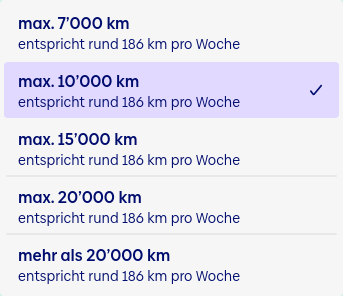 max. 7’000 km
entspricht rund 186 km pro Woche
max. 10’000 km
entspricht rund 186 km pro Woche
max. 15’000 km
entspricht rund 186 km pro Woche
max. 20’000 km
entspricht rund 186 km pro Woche
mehr als 20’000 km
entspricht rund 186 km pro Woche